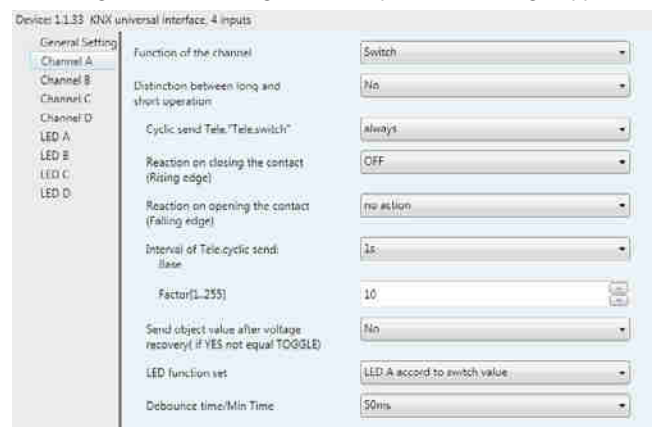 Device: 1.1.33 KNX universal interface, 4 inputs
General Setting
Channel A
Channel B
Channel C
Channel D
LED A
LED B
LED C
LED D
Function of the channel
Switch
Distinction between long and
short operation
No
Cyclic send Tele."Tele.switch"
always
Reaction on closing the contact
(Rising edge)
OFF
Reaction on opening the contact
(Falling edge)
no action
Interval of Tele.cyclic send:
Base
1s
Factor[1..255]
10
Send object value after voltage
recovery( if YES not equal TOGGLE)
No
LED function set
LED A accord to switch value
Debounce time/Min Time
50ms